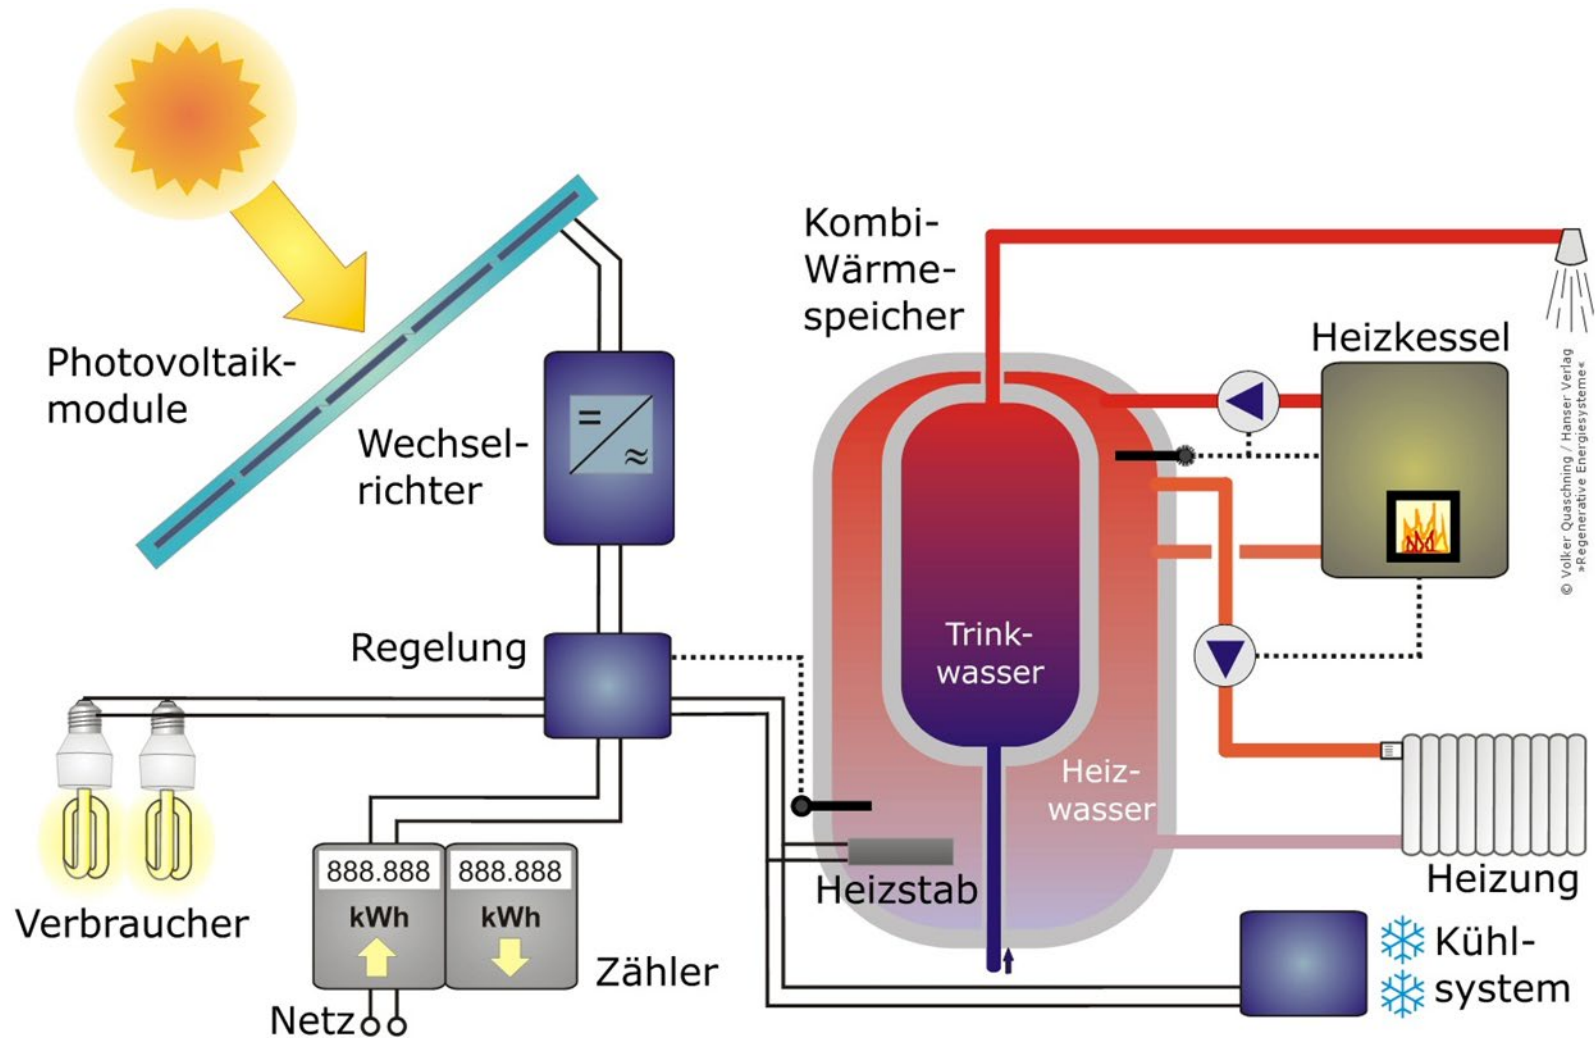 Kombi-
Wärme-
speicher
Heizkessel
Photovoltaik-
module
Wechsel-
richter
=
≈
© Volker Quaschning / Hanser Verlag
»Regenerative Energiesysteme«
Regelung
Trink-
wasser
Heiz-
wasser
888.888
888.888
kWh
kWh
Heizstab
Heizung
Verbraucher
Zähler
Netz
Kühl-
system